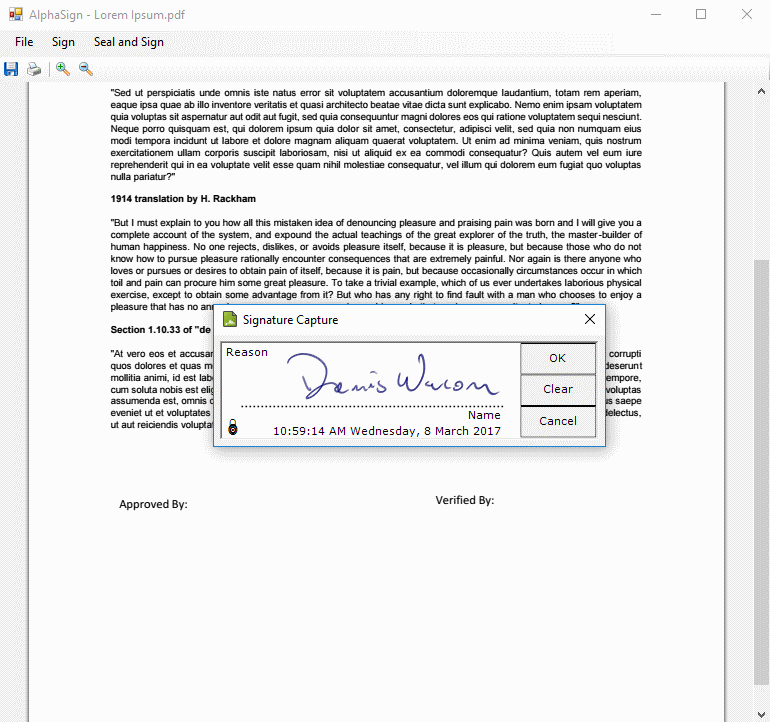 AlphaSign - Lorem Ipsum.pdf
File Sign Seal and Sign
"Sed ut perspiciatis unde omnis iste natus error sit voluptatem accusantium doloremque laudantium, totam rem aperiam,
eaque ipsa quae ab illo inventore veritatis et quasi architecto beatae vitae dicta sunt explicabo. Nemo enim ipsam voluptatem
quia voluptas sit aspernatur aut odit aut fugit, sed quia consequuntur magni dolores eos qui ratione voluptatem sequi nesciunt.
Neque porro quisquam est, qui dolorem ipsum quia dolor sit amet, consectetur, adipisci velit, sed quia non numquam eius
modi tempora incidunt ut labore et dolore magnam aliquam quaerat voluptatem. Ut enim ad minima veniam, quis nostrum
exercitationem ullam corporis suscipit laboriosam, nisi ut aliquid ex ea commodi consequatur? Quis autem vel eum iure
reprehenderit qui in ea voluptate velit esse quam nihil molestiae consequatur, vel illum qui dolorem eum fugiat quo voluptas
nulla pariatur?"
1914 translation by H. Rackham
"But I must explain to you how all this mistaken idea of denouncing pleasure and praising pain was born and I will give you a
complete account of the system, and expound the actual teachings of the great explorer of the truth, the master-builder of
human happiness. No one rejects, dislikes, or avoids pleasure itself, because it is pleasure, but because those who do not
know how to pursue pleasure rationally encounter consequences that are extremely painful. Nor again is there anyone who
loves or pursues or desires to obtain pain of itself, because it is pain, but because occasionally circumstances occur in which
toil and pain can procure him some great pleasure. To take a trivial example, which of us ever undertakes laborious physical
exercise, except to obtain some advantage from it? But who has any right to find fault with a man who chooses to enjoy a
pleasure that has no
Section 1.10.33 of "de
"At vero eos et accusa corrupti
quos dolores et quas m deserunt
mollitia animi, id est lab empore,
cum soluta nobis est elig voluptas
assumenda est, omnis d us saepe
eveniet ut et voluptates delectus,
ut aut reiciendis volupta
Signature Capture
Reason
Denis Wacom
Name
10:59:14 AM Wednesday, 8 March 2017
OK
Clear
Cancel
Approved By: Verified By: